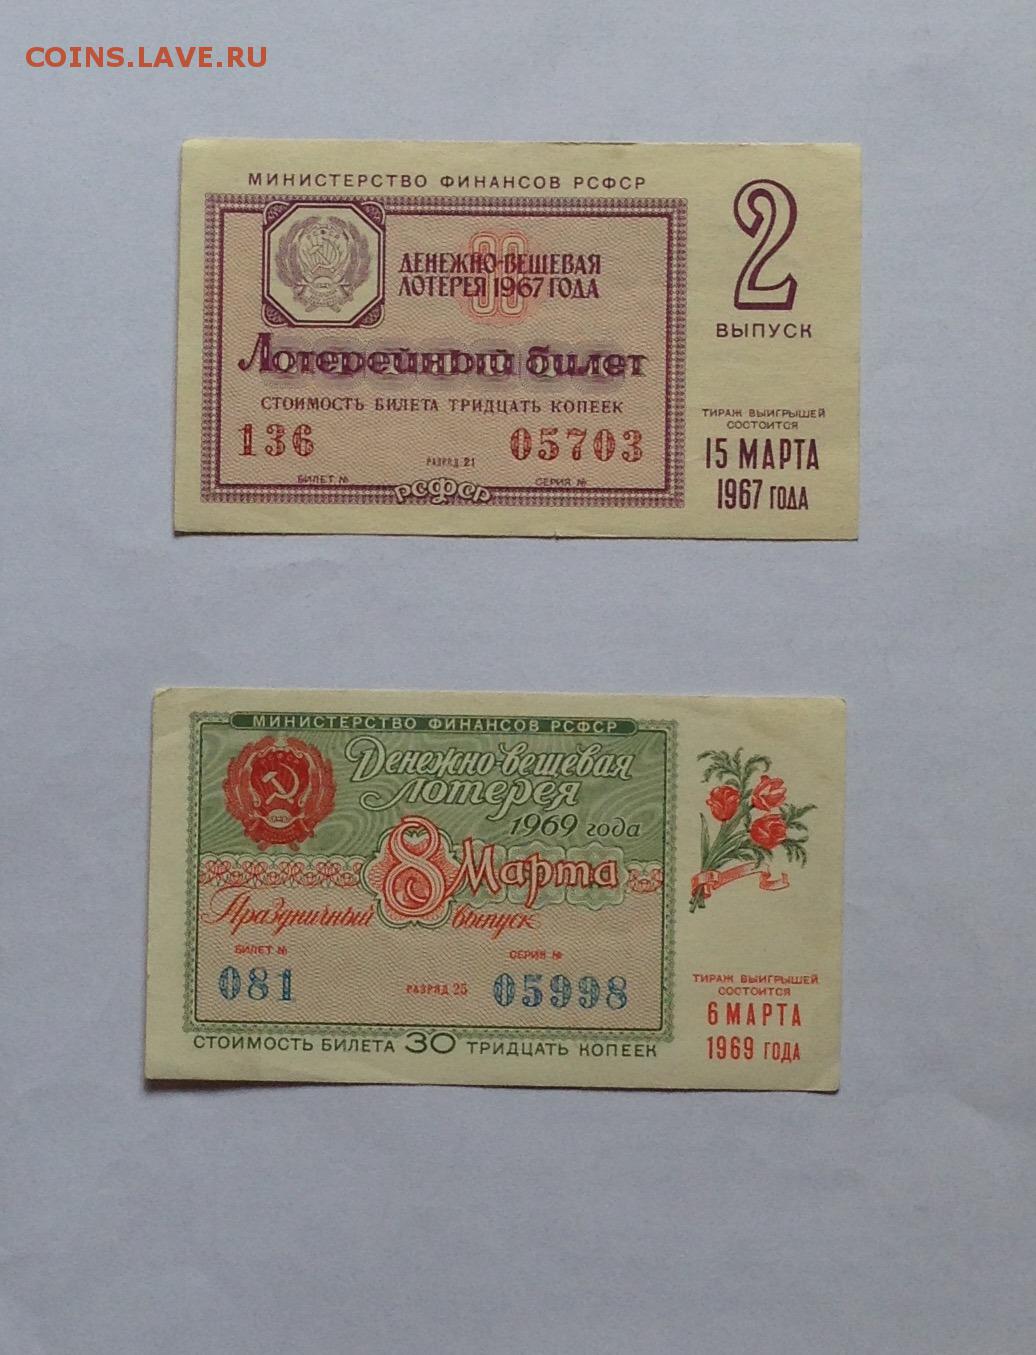 COINS.LAVE.RU
МИНИСТЕРСТВО ФИНАНСОВ РСФСР
ДЕНЕЖНО-ВЕЩЕВАЯ
ЛОТЕРЕЯ 1967 ГОДА
30
Лотерейный билет
СТОИМОСТЬ БИЛЕТА ТРИДЦАТЬ КОПЕЕК
136 05703
РАЗРЯД 21
БИЛЕТ № СЕРИЯ №
РСФСР
2
ВЫПУСК
ТИРАЖ ВЫИГРЫШЕЙ
СОСТОИТСЯ
15 МАРТА
1967 ГОДА
МИНИСТЕРСТВО ФИНАНСОВ РСФСР
Денежно-вещевая
лотерея
1969 года
8 Марта
Праздничный выпуск
БИЛЕТ № СЕРИЯ №
081 РАЗРЯД 25 05998
СТОИМОСТЬ БИЛЕТА 30 ТРИДЦАТЬ КОПЕЕК
ТИРАЖ ВЫИГРЫШЕЙ
СОСТОИТСЯ
6 МАРТА
1969 ГОДА